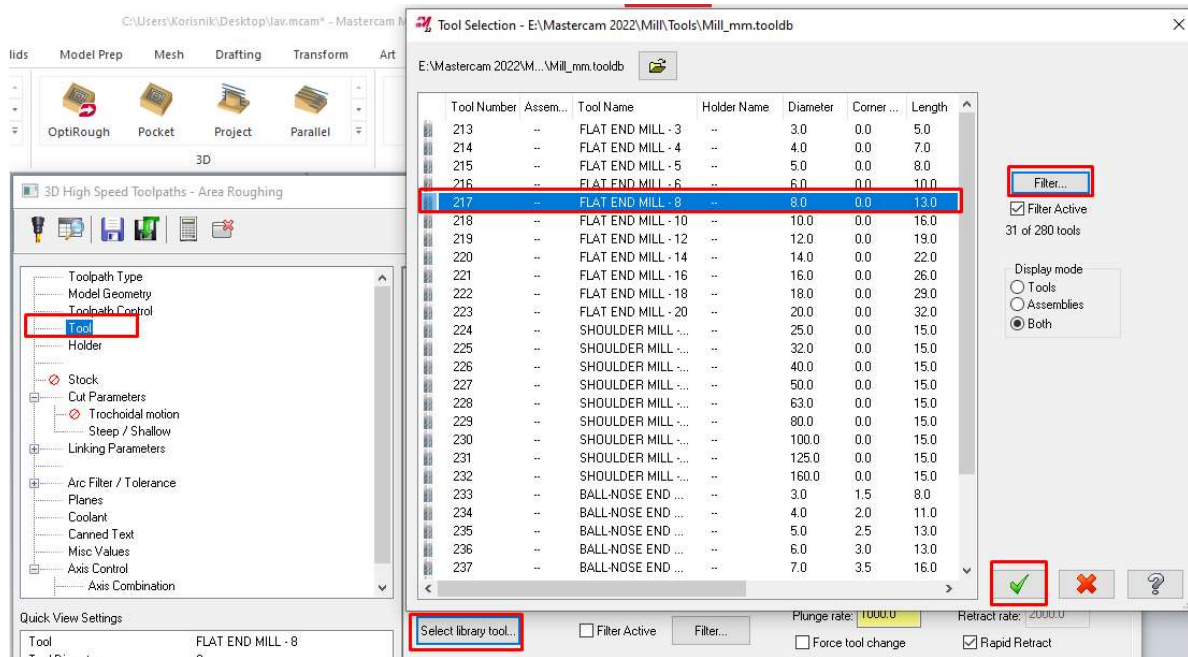 C:\Users\Korisnik\Desktop\lav.mcam* - Mastercam M
lids Model Prep Mesh Drafting Transform Art
OptiRough Pocket Project Parallel
3D
3D High Speed Toolpaths - Area Roughing
Toolpath Type
Model Geometry
Toolpath Control
Tool
Holder
Stock
Cut Parameters
Trochoidal motion
Steep / Shallow
Linking Parameters
Arc Filter / Tolerance
Planes
Coolant
Canned Text
Misc Values
Axis Control
Axis Combination
Quick View Settings
Tool FLAT END MILL - 8
Tool Selection - E:\Mastercam 2022\Mill\Tools\Mill_mm.tooldb
E:\Mastercam 2022\M...\Mill_mm.tooldb
Tool Number Assem... Tool Name Holder Name Diameter Corner ... Length
213 -- FLAT END MILL - 3 -- 3.0 0.0 5.0
214 -- FLAT END MILL - 4 -- 4.0 0.0 7.0
215 -- FLAT END MILL - 5 -- 5.0 0.0 8.0
216 -- FLAT END MILL - 6 -- 6.0 0.0 10.0
217 -- FLAT END MILL - 8 -- 8.0 0.0 13.0
218 -- FLAT END MILL - 10 -- 10.0 0.0 16.0
219 -- FLAT END MILL - 12 -- 12.0 0.0 19.0
220 -- FLAT END MILL - 14 -- 14.0 0.0 22.0
221 -- FLAT END MILL - 16 -- 16.0 0.0 26.0
222 -- FLAT END MILL - 18 -- 18.0 0.0 29.0
223 -- FLAT END MILL - 20 -- 20.0 0.0 32.0
224 -- SHOULDER MILL -... -- 25.0 0.0 15.0
225 -- SHOULDER MILL -... -- 32.0 0.0 15.0
226 -- SHOULDER MILL -... -- 40.0 0.0 15.0
227 -- SHOULDER MILL -... -- 50.0 0.0 15.0
228 -- SHOULDER MILL -... -- 63.0 0.0 15.0
229 -- SHOULDER MILL -... -- 80.0 0.0 15.0
230 -- SHOULDER MILL -... -- 100.0 0.0 15.0
231 -- SHOULDER MILL -... -- 125.0 0.0 15.0
232 -- SHOULDER MILL -... -- 160.0 0.0 15.0
233 -- BALL-NOSE END ... -- 3.0 1.5 8.0
234 -- BALL-NOSE END ... -- 4.0 2.0 11.0
235 -- BALL-NOSE END ... -- 5.0 2.5 13.0
236 -- BALL-NOSE END ... -- 6.0 3.0 13.0
237 -- BALL-NOSE END ... -- 7.0 3.5 16.0
Filter...
Filter Active
31 of 280 tools
Display mode
Tools
Assemblies
Both
Select library tool...
Filter Active
Filter...
Plunge rate: 1000.0
Retract rate: 2000.0
Force tool change
Rapid Retract